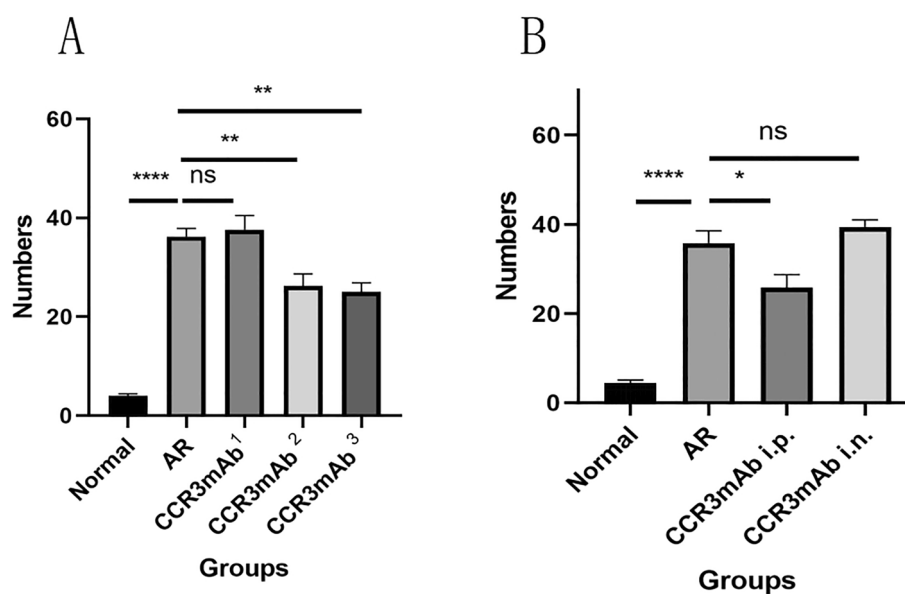 A
**
**
**** ns
60
40
20
0
Numbers
Normal
AR
CCR3mAb¹
CCR3mAb²
CCR3mAb³
Groups
B
ns
**** *
60
40
20
0
Numbers
Normal
AR
CCR3mAb i.p.
CCR3mAb i.n.
Groups